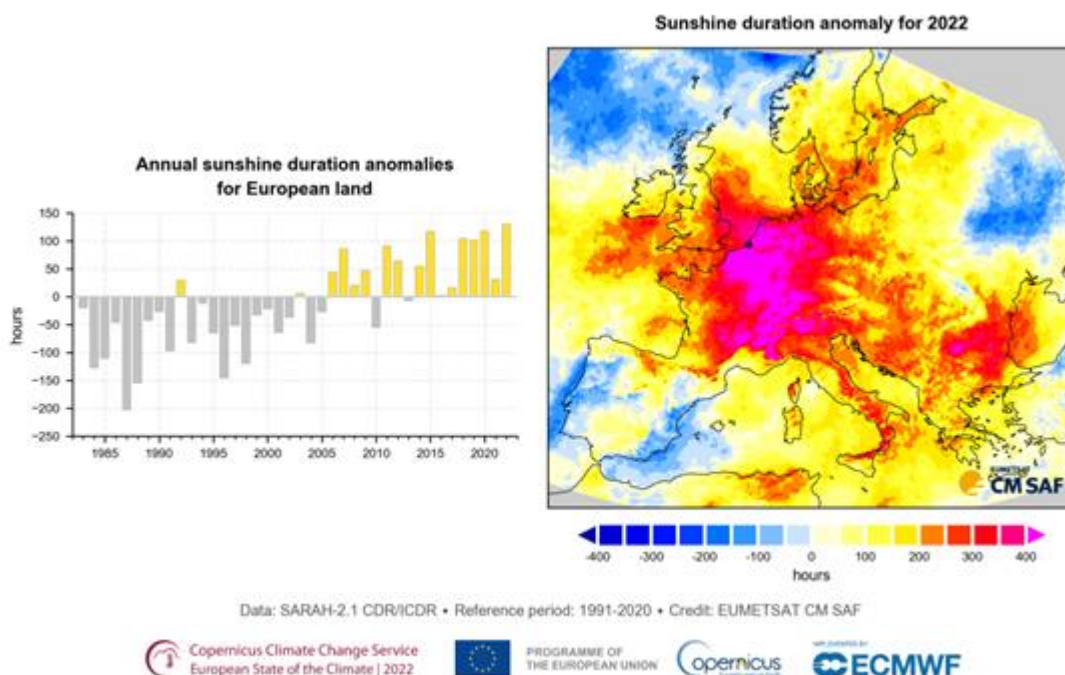 Sunshine duration anomaly for 2022
Annual sunshine duration anomalies
for European land
hours
150
100
50
0
−50
−100
−150
−200
−250
1985
1990
1995
2000
2005
2010
2015
2020
EUMETSAT
CM SAF
-400
-300
-200
-100
0
100
200
300
400
hours
Data: SARAH-2.1 CDR/ICDR • Reference period: 1991-2020 • Credit: EUMETSAT CM SAF
Copernicus Climate Change Service
European State of the Climate | 2022
PROGRAMME OF
THE EUROPEAN UNION
opernicus
IMPLEMENTED BY
ECMWF